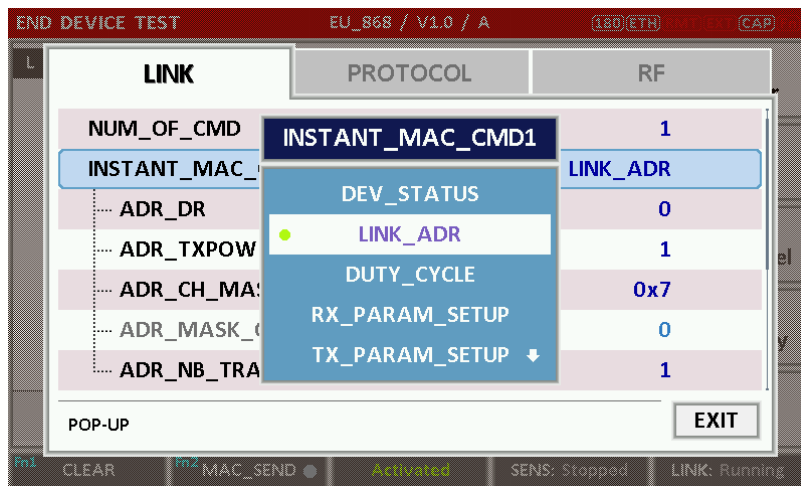 END DEVICE TEST EU_868 / V1.0 / A (180) (ETH) (CAP)
L
LINK PROTOCOL RF
NUM_OF_CMD 1
INSTANT_MAC_CMD1
INSTANT_MAC_ LINK_ADR
DEV_STATUS
ADR_DR 0
LINK_ADR
ADR_TXPOW 1
DUTY_CYCLE
ADR_CH_MAS 0x7
RX_PARAM_SETUP
ADR_MASK_ 0
TX_PARAM_SETUP
ADR_NB_TRA 1
POP-UP EXIT
Fn1 CLEAR Fn2 MAC_SEND Activated SENS: Stopped LINK: Running